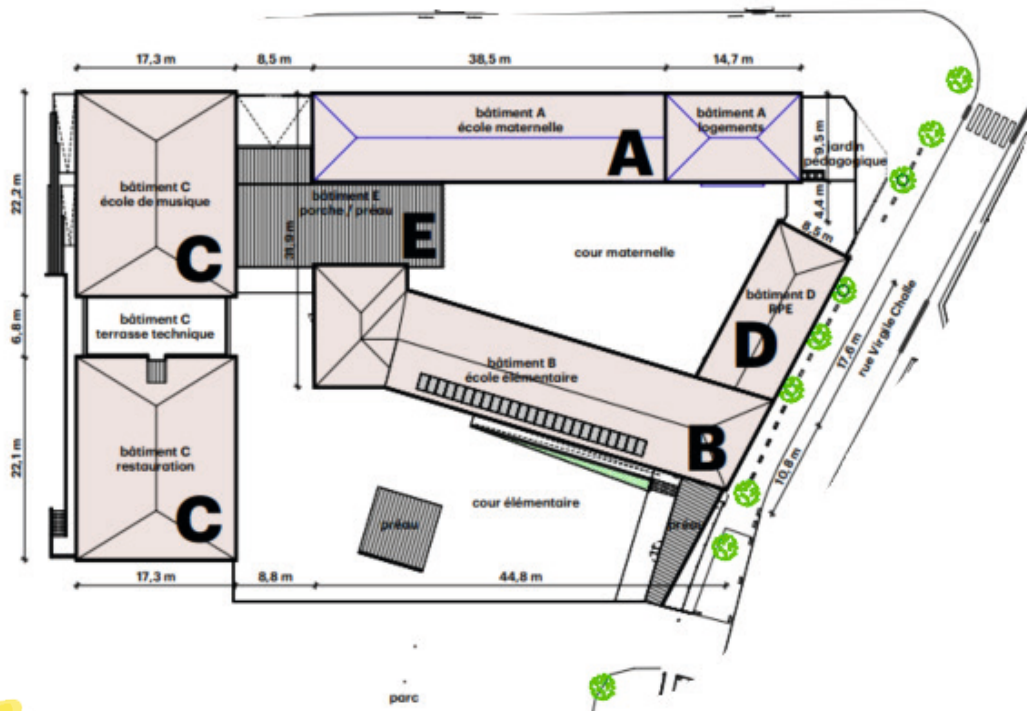 17,3 m
8,5 m
38,5 m
14,7 m
bâtiment A
école maternelle
A
bâtiment A
logements
9,5 m
jardin
pédagogique
4,4 m
22,2 m
bâtiment C
école de musique
C
bâtiment E
porche / préau
E
31,9 m
cour maternelle
8,5 m
bâtiment D
RPE
D
17,6 m
rue Virgile Challe
6,8 m
bâtiment C
terrasse technique
bâtiment B
école élémentaire
B
10,8 m
22,1 m
bâtiment C
restauration
C
préau
cour élémentaire
préau
17,3 m
8,8 m
44,8 m
parc